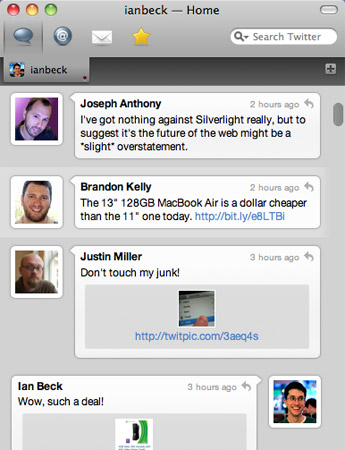 ianbeck — Home
Search Twitter
ianbeck
Joseph Anthony 2 hours ago
I've got nothing against Silverlight really, but to
suggest it's the future of the web might be a
*slight* overstatement.
Brandon Kelly 2 hours ago
The 13" 128GB MacBook Air is a dollar cheaper
than the 11" one today. http://bit.ly/e8LTBi
Justin Miller 3 hours ago
Don't touch my junk!
http://twitpic.com/3aeq4s
Ian Beck 3 hours ago
Wow, such a deal!